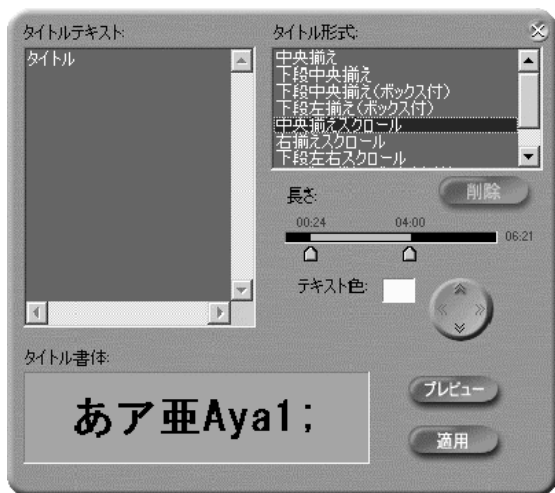 タイトルテキスト:
タイトル
タイトル形式:
中央揃え
下段中央揃え
下段中央揃え(ボックス付)
下段左揃え(ボックス付)
中央揃えスクロール
右揃えスクロール
下段左右スクロール
長さ:
削除
00:24
04:00
06:21
テキスト色:
タイトル書体:
あア亜Aya1;
プレビュー
適用